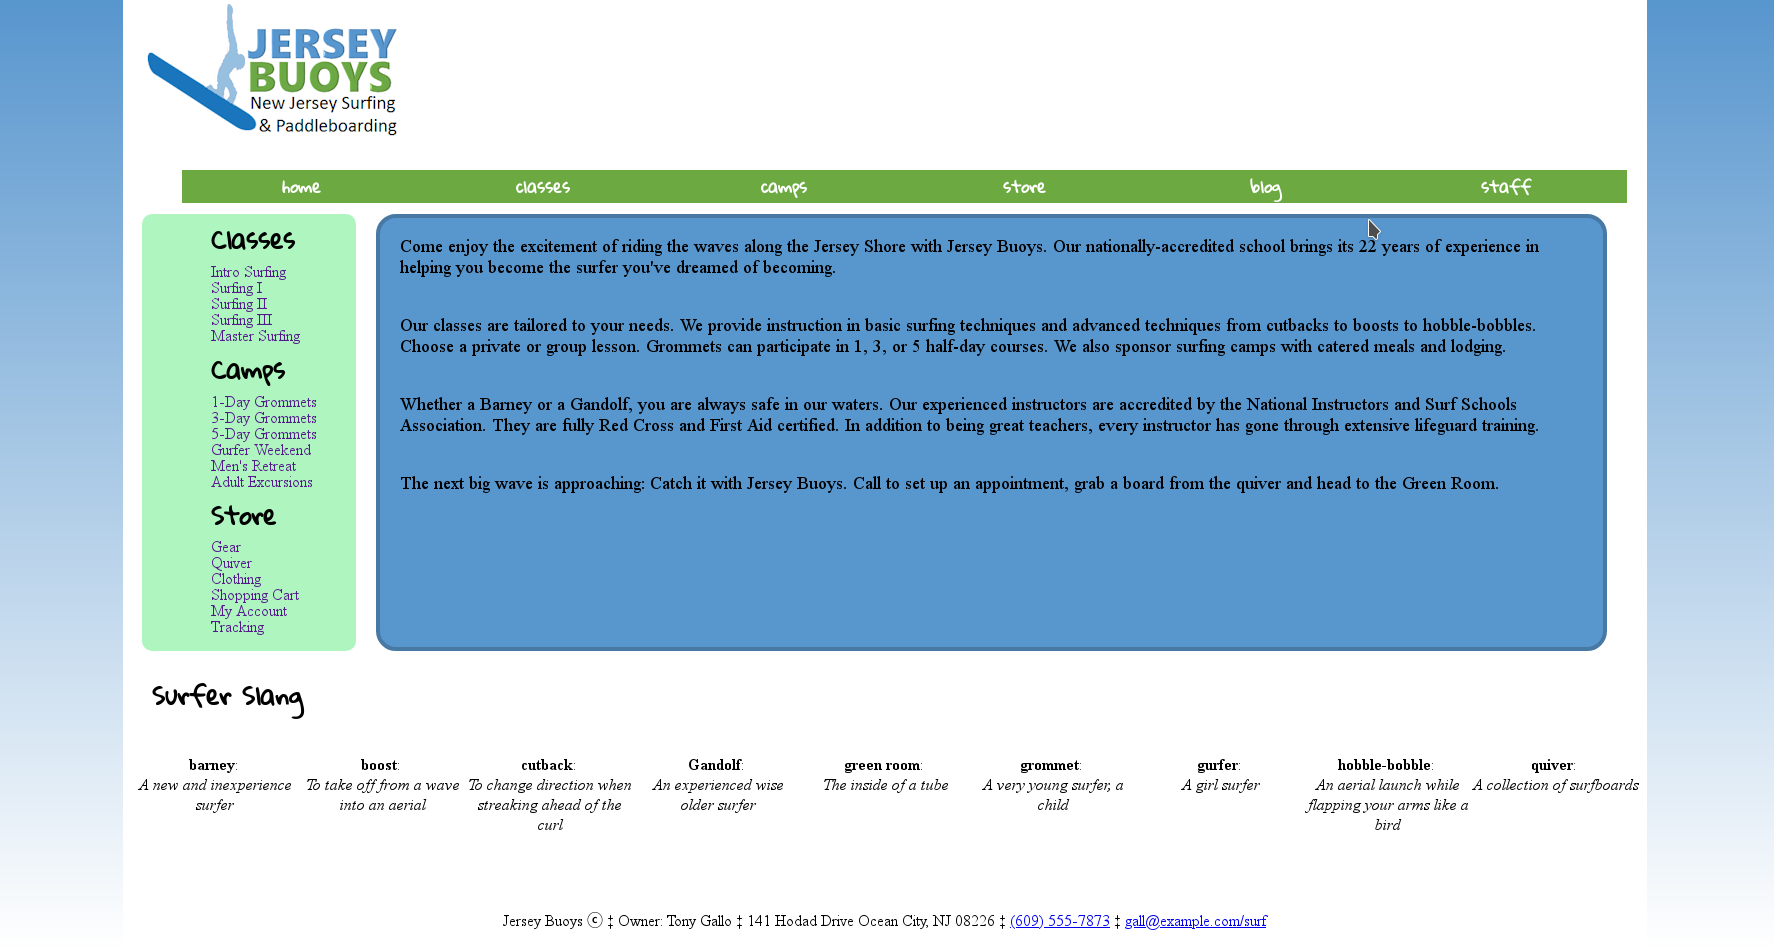 JERSEY
BUOYS
New Jersey Surfing
& Paddleboarding
home classes camps store blog staff
Classes
Intro Surfing
Surfing I
Surfing II
Surfing III
Master Surfing
Camps
1-Day Grommets
3-Day Grommets
5-Day Grommets
Gurfer Weekend
Men's Retreat
Adult Excursions
Store
Gear
Quiver
Clothing
Shopping Cart
My Account
Tracking
Come enjoy the excitement of riding the waves along the Jersey Shore with Jersey Buoys. Our nationally-accredited school brings its 22 years of experience in
helping you become the surfer you've dreamed of becoming.
Our classes are tailored to your needs. We provide instruction in basic surfing techniques and advanced techniques from cutbacks to boosts to hobble-bobbles.
Choose a private or group lesson. Grommets can participate in 1, 3, or 5 half-day courses. We also sponsor surfing camps with catered meals and lodging.
Whether a Barney or a Gandolf, you are always safe in our waters. Our experienced instructors are accredited by the National Instructors and Surf Schools
Association. They are fully Red Cross and First Aid certified. In addition to being great teachers, every instructor has gone through extensive lifeguard training.
The next big wave is approaching: Catch it with Jersey Buoys. Call to set up an appointment, grab a board from the quiver and head to the Green Room.
Surfer Slang
barney:
A new and inexperience
surfer
boost:
To take off from a wave
into an aerial
cutback:
To change direction when
streaking ahead of the
curl
Gandolf:
An experienced wise
older surfer
green room:
The inside of a tube
grommet:
A very young surfer, a
child
gurfer:
A girl surfer
hobble-bobble:
An aerial launch while
flapping your arms like a
bird
quiver:
A collection of surfboards
Jersey Buoys ⓒ ‡ Owner: Tony Gallo ‡ 141 Hodad Drive Ocean City, NJ 08226 ‡ (609) 555-7873 ‡ gall@example.com/surf